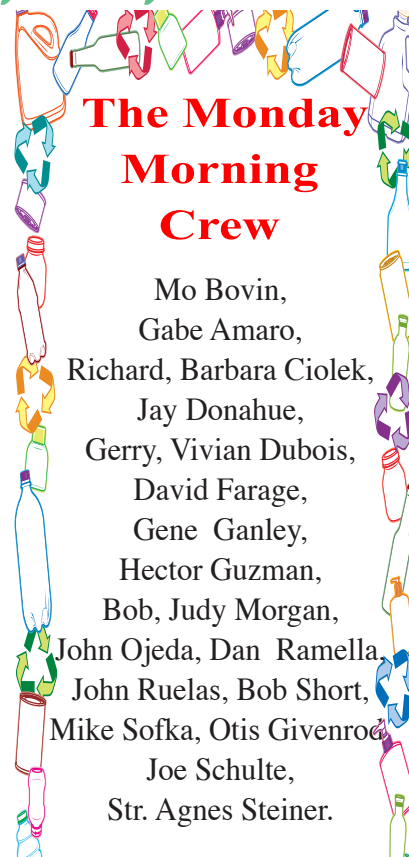 The Monday
Morning
Crew
Mo Bovin,
Gabe Amaro,
Richard, Barbara Ciolek,
Jay Donahue,
Gerry, Vivian Dubois,
David Farage,
Gene Ganley,
Hector Guzman,
Bob, Judy Morgan,
John Ojeda, Dan Ramella,
John Ruelas, Bob Short,
Mike Sofka, Otis Givenrod,
Joe Schulte,
Str. Agnes Steiner.